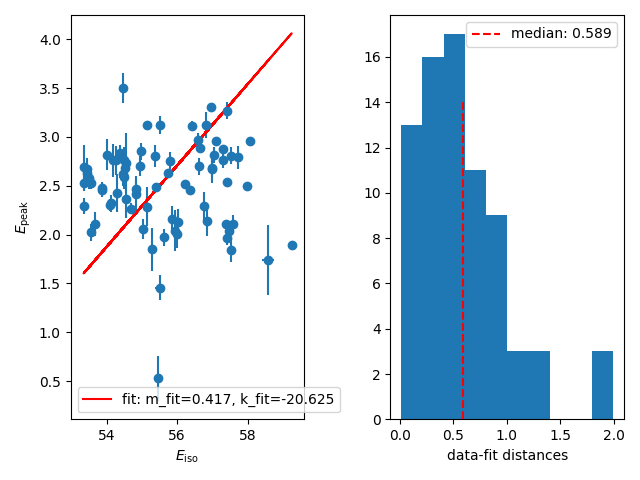 4.0
3.5
3.0
2.5
2.0
1.5
1.0
0.5
E_peak
fit: m_fit=0.417, k_fit=-20.625
54 56 58
E_iso
median: 0.589
16
14
12
10
8
6
4
2
0
0.0 0.5 1.0 1.5 2.0
data-fit distances